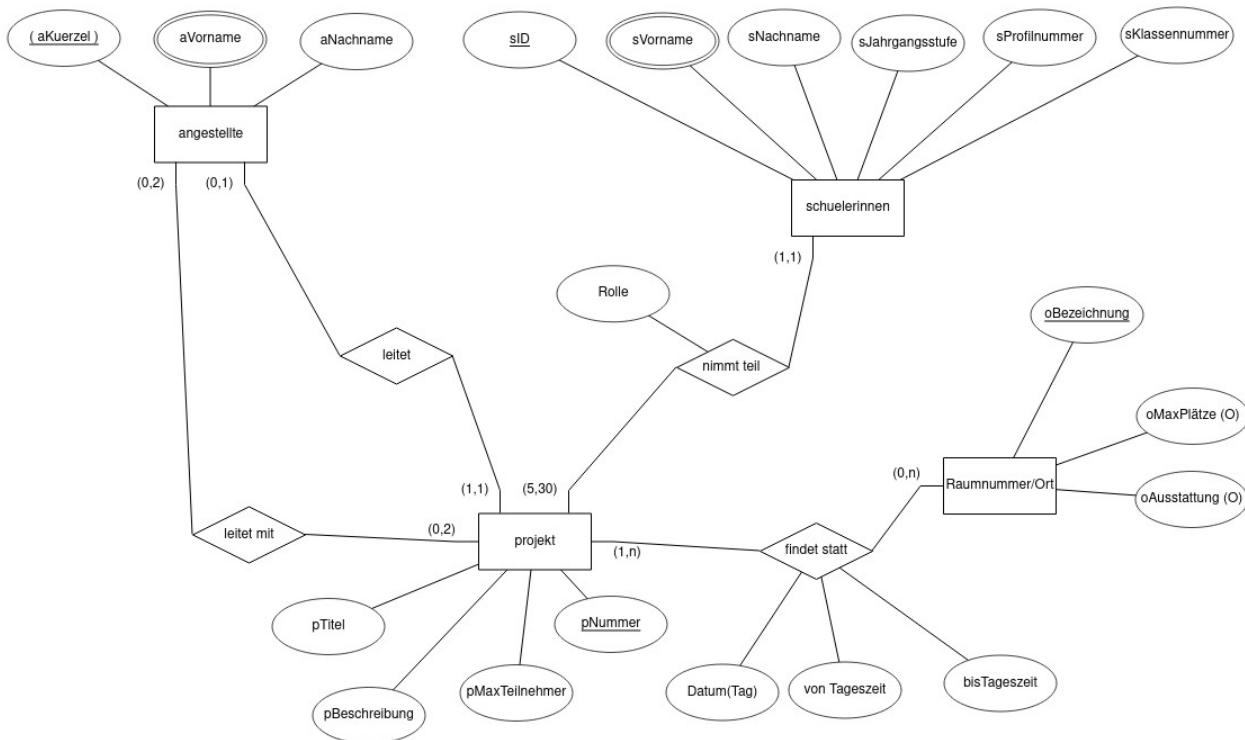 ( aKuerzel )
aVorname
aNachname
sID
sVorname
sNachname
sJahrgangsstufe
sProfilnummer
sKlassennummer
angestellte
(0,2)
(0,1)
schuelerinnen
(1,1)
Rolle
oBezeichnung
leitet
nimmt teil
oMaxPlätze (O)
(0,n)
Raumnummer/Ort
oAusstattung (O)
(1,1)
(5,30)
leitet mit
(0,2)
projekt
(1,n)
findet statt
pTitel
pNummer
pBeschreibung
pMaxTeilnehmer
Datum(Tag)
von Tageszeit
bisTageszeit